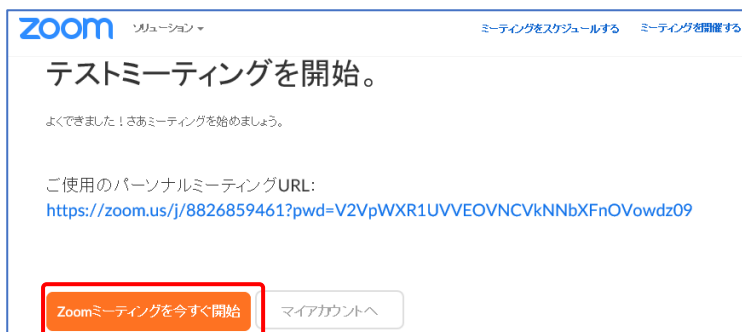 zoom ソリューション ミーティングをスケジュールする ミーティングを開催する
テストミーティングを開始。
よくできました！さあミーティングを始めましょう。
ご使用のパーソナルミーティングURL:
https://zoom.us/j/8826859461?pwd=V2VpWXR1UVVEOVNCVkNNbXFnOVowdz09
Zoomミーティングを今すぐ開始 マイアカウントへ